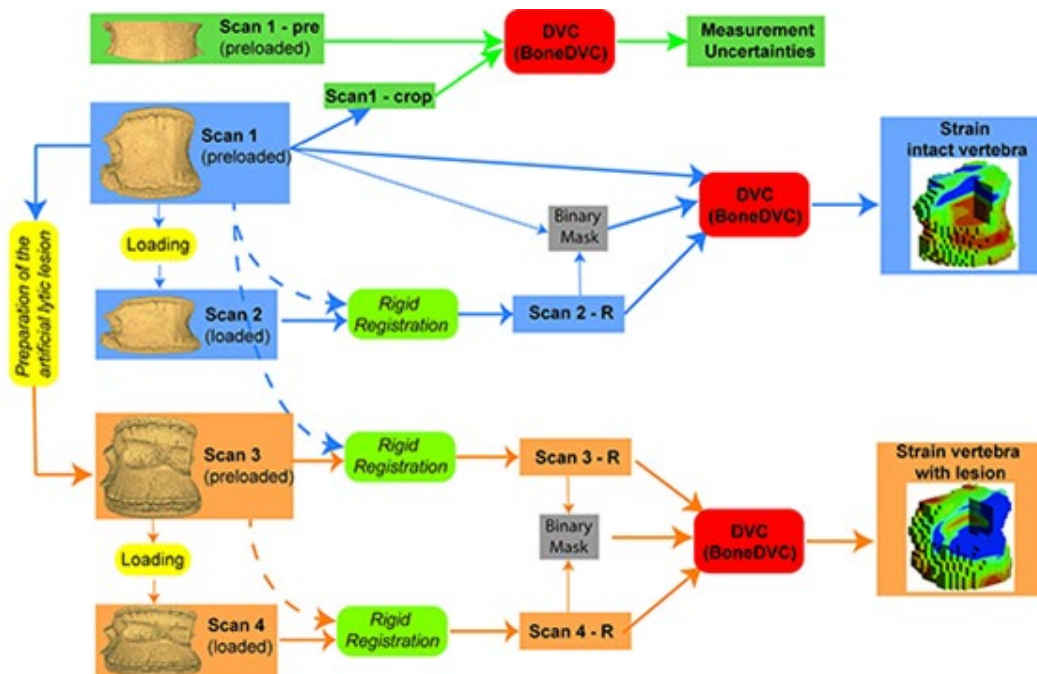 Scan 1 - pre
(preloaded)
DVC
(BoneDVC)
Measurement
Uncertainties
Scan1 - crop
Scan 1
(preloaded)
Strain
intact vertebra
DVC
(BoneDVC)
Binary
Mask
Loading
Preparation of the
artificial lytic lesion
Scan 2
(loaded)
Rigid
Registration
Scan 2 - R
Scan 3
(preloaded)
Rigid
Registration
Scan 3 - R
Strain vertebra
with lesion
Binary
Mask
DVC
(BoneDVC)
Loading
Scan 4
(loaded)
Rigid
Registration
Scan 4 - R